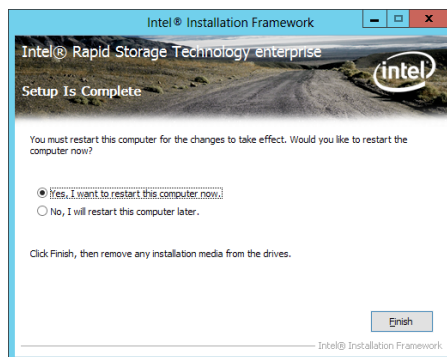 Intel® Installation Framework
Intel® Rapid Storage Technology enterprise
intel
Setup Is Complete
You must restart this computer for the changes to take effect. Would you like to restart the
computer now?
Yes, I want to restart this computer now.
No, I will restart this computer later.
Click Finish, then remove any installation media from the drives.
Finish
Intel® Installation Framework